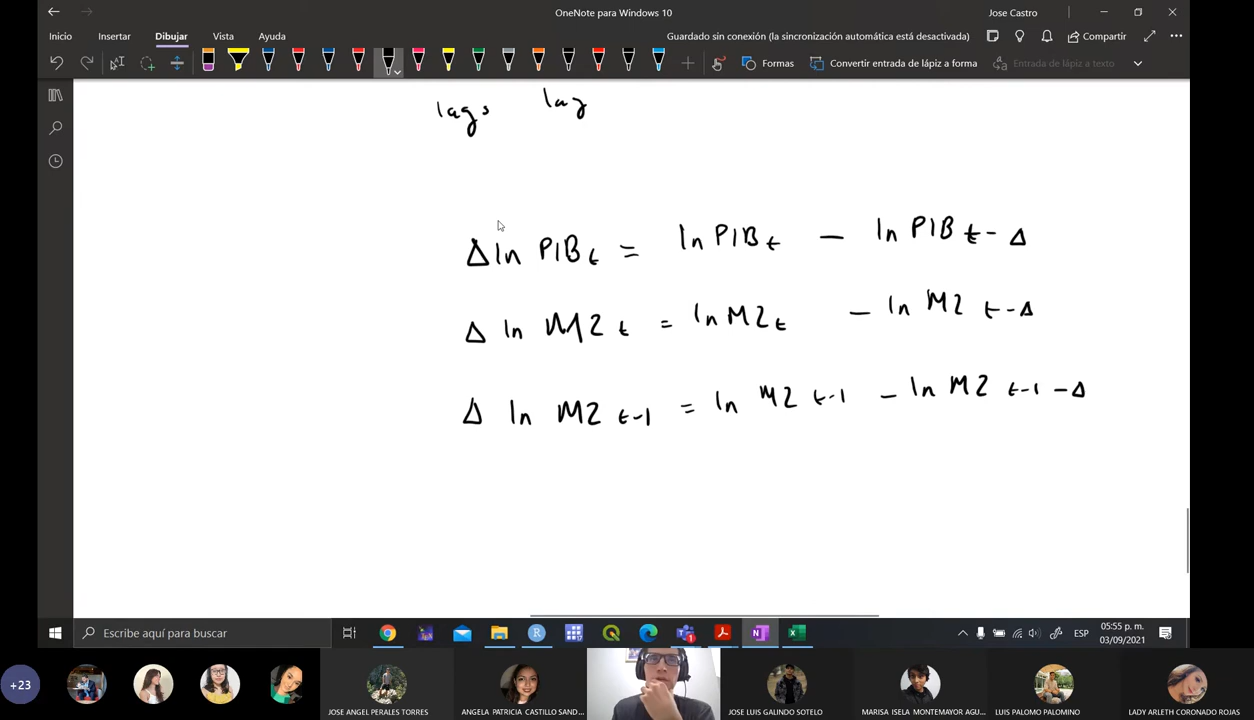 OneNote para Windows 10
Jose Castro
Inicio Insertar Dibujar Vista Ayuda
Guardado sin conexión (la sincronización automática está desactivada)
Compartir
Formas
Convertir entrada de lápiz a forma
Entrada de lápiz a texto
lags lag
Δ ln PIB t = ln PIB t − ln PIB t-Δ
Δ ln M2 t = ln M2 t − ln M2 t-Δ
Δ ln M2 t-1 = ln M2 t-1 − ln M2 t-1-Δ
Escribe aquí para buscar
ESP
05:55 p. m.
03/09/2021
+23
JOSE ANGEL PERALES TORRES
ANGELA PATRICIA CASTILLO SAND...
JOSE LUIS GALINDO SOTELO
MARISA ISELA MONTEMAYOR AGU...
LUIS PALOMO PALOMINO
LADY ARLETH CORONADO ROJAS